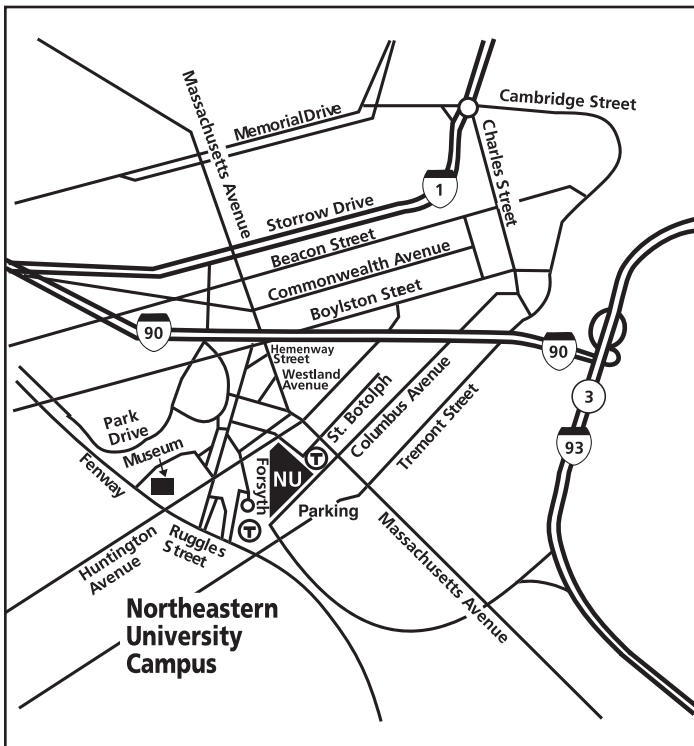 Cambridge Street
Massachusetts Avenue
Memorial Drive
Charles Street
1
Storrow Drive
Beacon Street
Commonwealth Avenue
Boylston Street
90
90
Hemenway
Street
Westland
Avenue
3
Park
Drive
St. Botolph
Columbus Avenue
Tremont Street
93
Museum
Fenway
Forsyth
T
NU
Parking
T
Ruggles
Street
Huntington
Avenue
Massachusetts Avenue
Northeastern
University
Campus